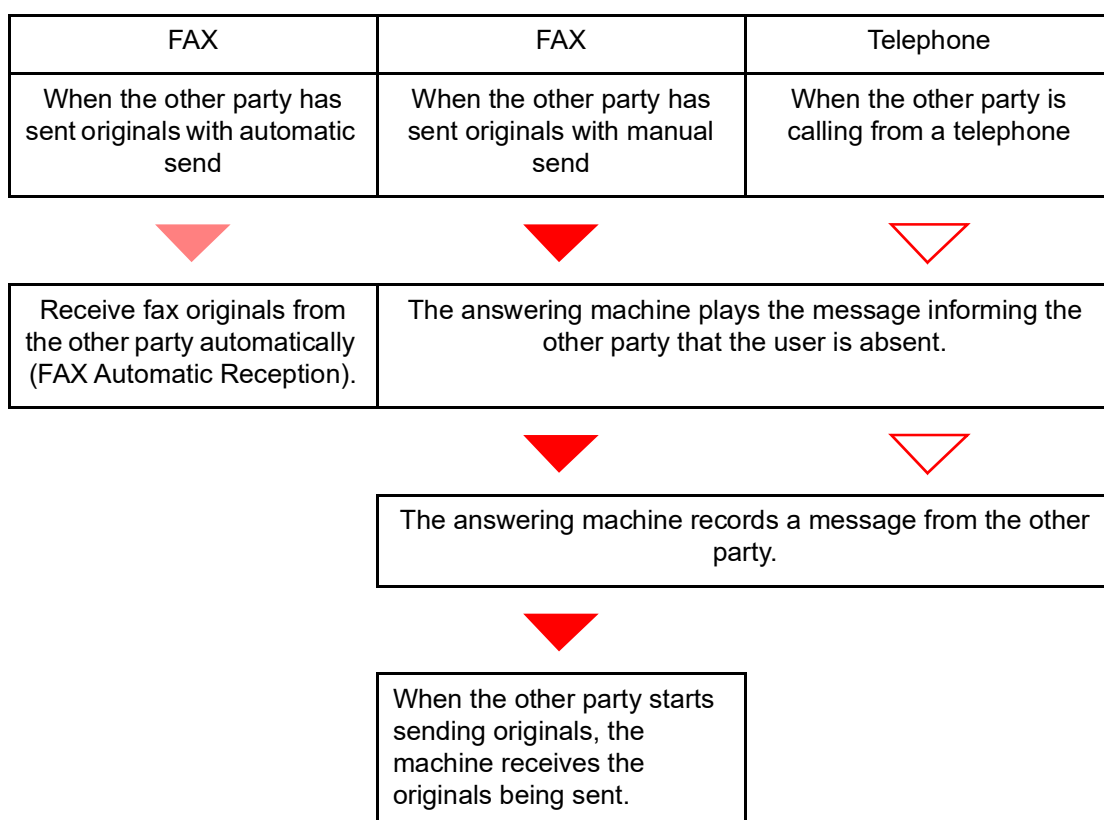 FAX
FAX
Telephone
When the other party has
sent originals with automatic
send
When the other party has
sent originals with manual
send
When the other party is
calling from a telephone
Receive fax originals from
the other party automatically
(FAX Automatic Reception).
The answering machine plays the message informing the
other party that the user is absent.
The answering machine records a message from the other
party.
When the other party starts
sending originals, the
machine receives the
originals being sent.